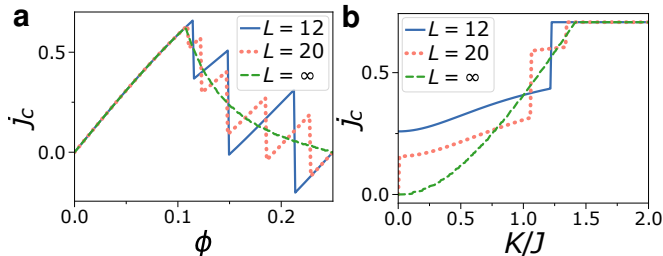 a
j_c
0.5
0.0
L = 12
L = 20
L = ∞
0.0
0.1
0.2
ϕ
b
j_c
0.5
0.0
L = 12
L = 20
L = ∞
0.0
0.5
1.0
1.5
2.0
K/J